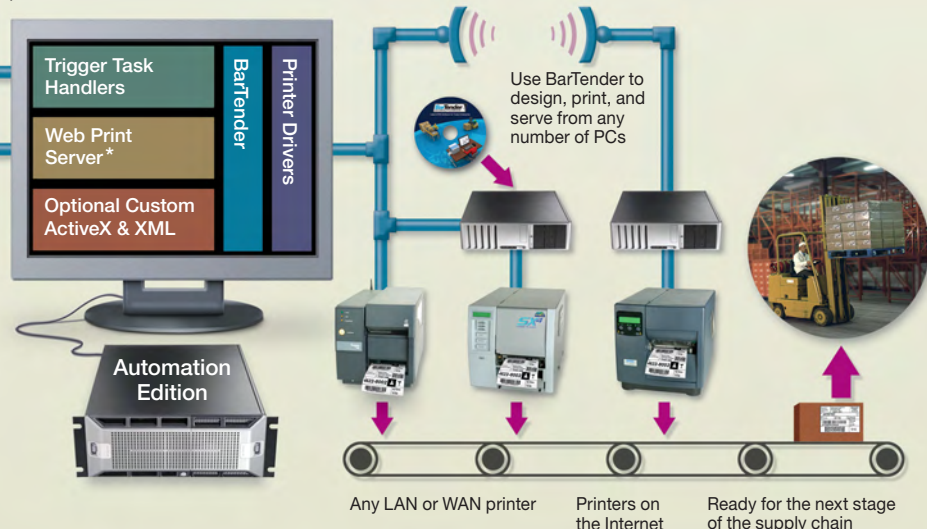 Trigger Task
Handlers
Web Print
Server*
Optional Custom
ActiveX & XML
BarTender
Printer Drivers
Use BarTender to
design, print, and
serve from any
number of PCs
BarTender
Automation
Edition
Any LAN or WAN printer
Printers on
the Internet
Ready for the next stage
of the supply chain